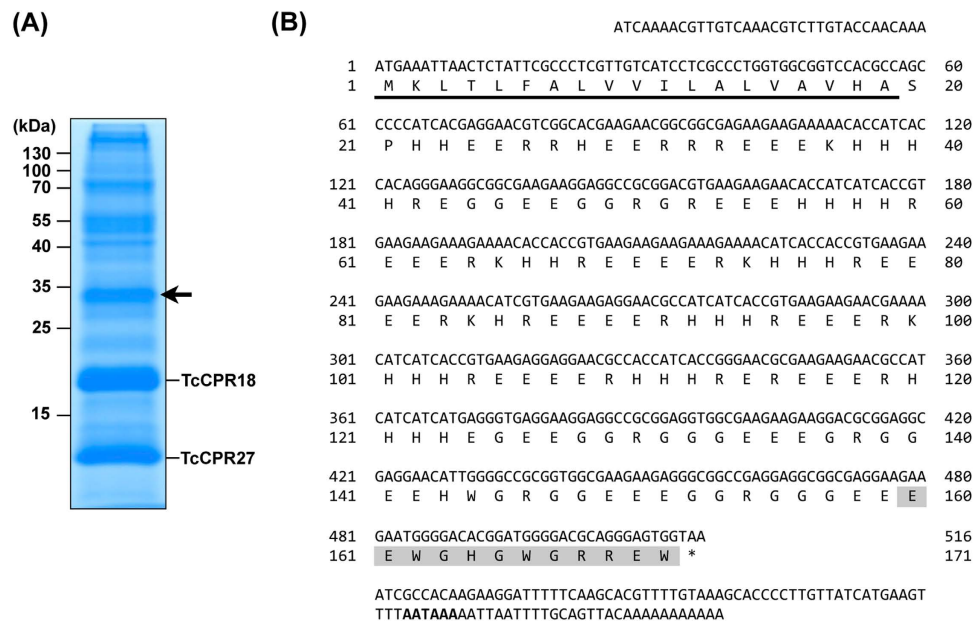 (A)
(B)
(kDa)
130
100
70
55
40
35
25
15
TcCPR18
TcCPR27
ATCAAAACGTTGTCAAACGTCTTGTACCAACAAA
1 ATGAAATTAACTCTATTCGCCCTCGTTGTCATCCTCGCCCTGGTGGCGGTCCACGCCAGC 60
1 M K L T L F A L V V I L A L V A V H A S 20
61 CCCCATCACGAGGAACGTCGGCACGAAGAACGGCGGCGAGAAGAAGAAAAACACCATCAC 120
21 P H H E E R R H E E R R R E E E K H H H 40
121 CACAGGGAAGGCGGCGAAGAAGGAGGCCGCGGACGTGAAGAAGAACACCATCATCACCGT 180
41 H R E G G E E G G R G R E E E H H H H R 60
181 GAAGAAGAAAGAAAACACCACCGTGAAGAAGAAGAAAGAAAACATCACCACCGTGAAGAA 240
61 E E E R K H H R E E E E R K H H H R E E 80
241 GAAGAAAGAAAACATCGTGAAGAAGAGGAACGCCATCATCACCGTGAAGAAGAACGAAAA 300
81 E E R K H R E E E E R H H H R E E E R K 100
301 CATCATCACCGTGAAGAGGAGGAACGCCACCATCACCGGGAACGCGAAGAAGAACGCCAT 360
101 H H H R E E E E R H H H R E R E E E R H 120
361 CATCATCATGAGGGTGAGGAAGGAGGCCGCGGAGGTGGCGAAGAAGAAGGACGCGGAGGC 420
121 H H H E G E E G G R G G G E E E G R G G 140
421 GAGGAACATTGGGGCCGCGGTGGCGAAGAAGAGGGCGGCCGAGGAGGCGGCGAGGAAGAA 480
141 E E H W G R G G E E E G G R G G G E E E 160
481 GAATGGGGACACGGATGGGGACGCAGGGAGTGGTAA 516
161 E W G H G W G R R E W * 171
ATCGCCACAAGAAGGATTTTTCAAGCACGTTTTGTAAAGCACCCCTTGTTATCATGAAGT
TTTAATAAAAATTAATTTTGCAGTTACAAAAAAAAAAA